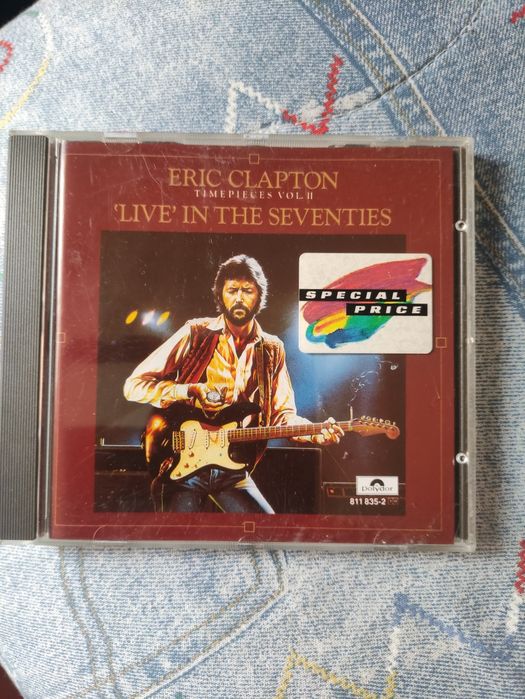 ERIC CLAPTON
TIMEPIECES VOL. II
‘LIVE’ IN THE SEVENTIES
SPECIAL
PRICE
Polydor
811 835-2